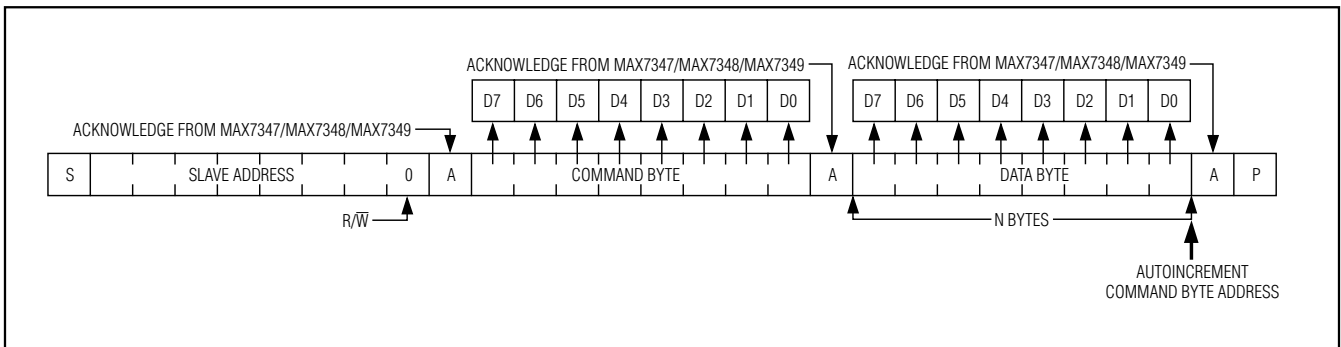 ACKNOWLEDGE FROM MAX7347/MAX7348/MAX7349 ACKNOWLEDGE FROM MAX7347/MAX7348/MAX7349
D7 D6 D5 D4 D3 D2 D1 D0 D7 D6 D5 D4 D3 D2 D1 D0
ACKNOWLEDGE FROM MAX7347/MAX7348/MAX7349
S SLAVE ADDRESS 0 A COMMAND BYTE A DATA BYTE A P
R/W̅
N BYTES
AUTOINCREMENT
COMMAND BYTE ADDRESS